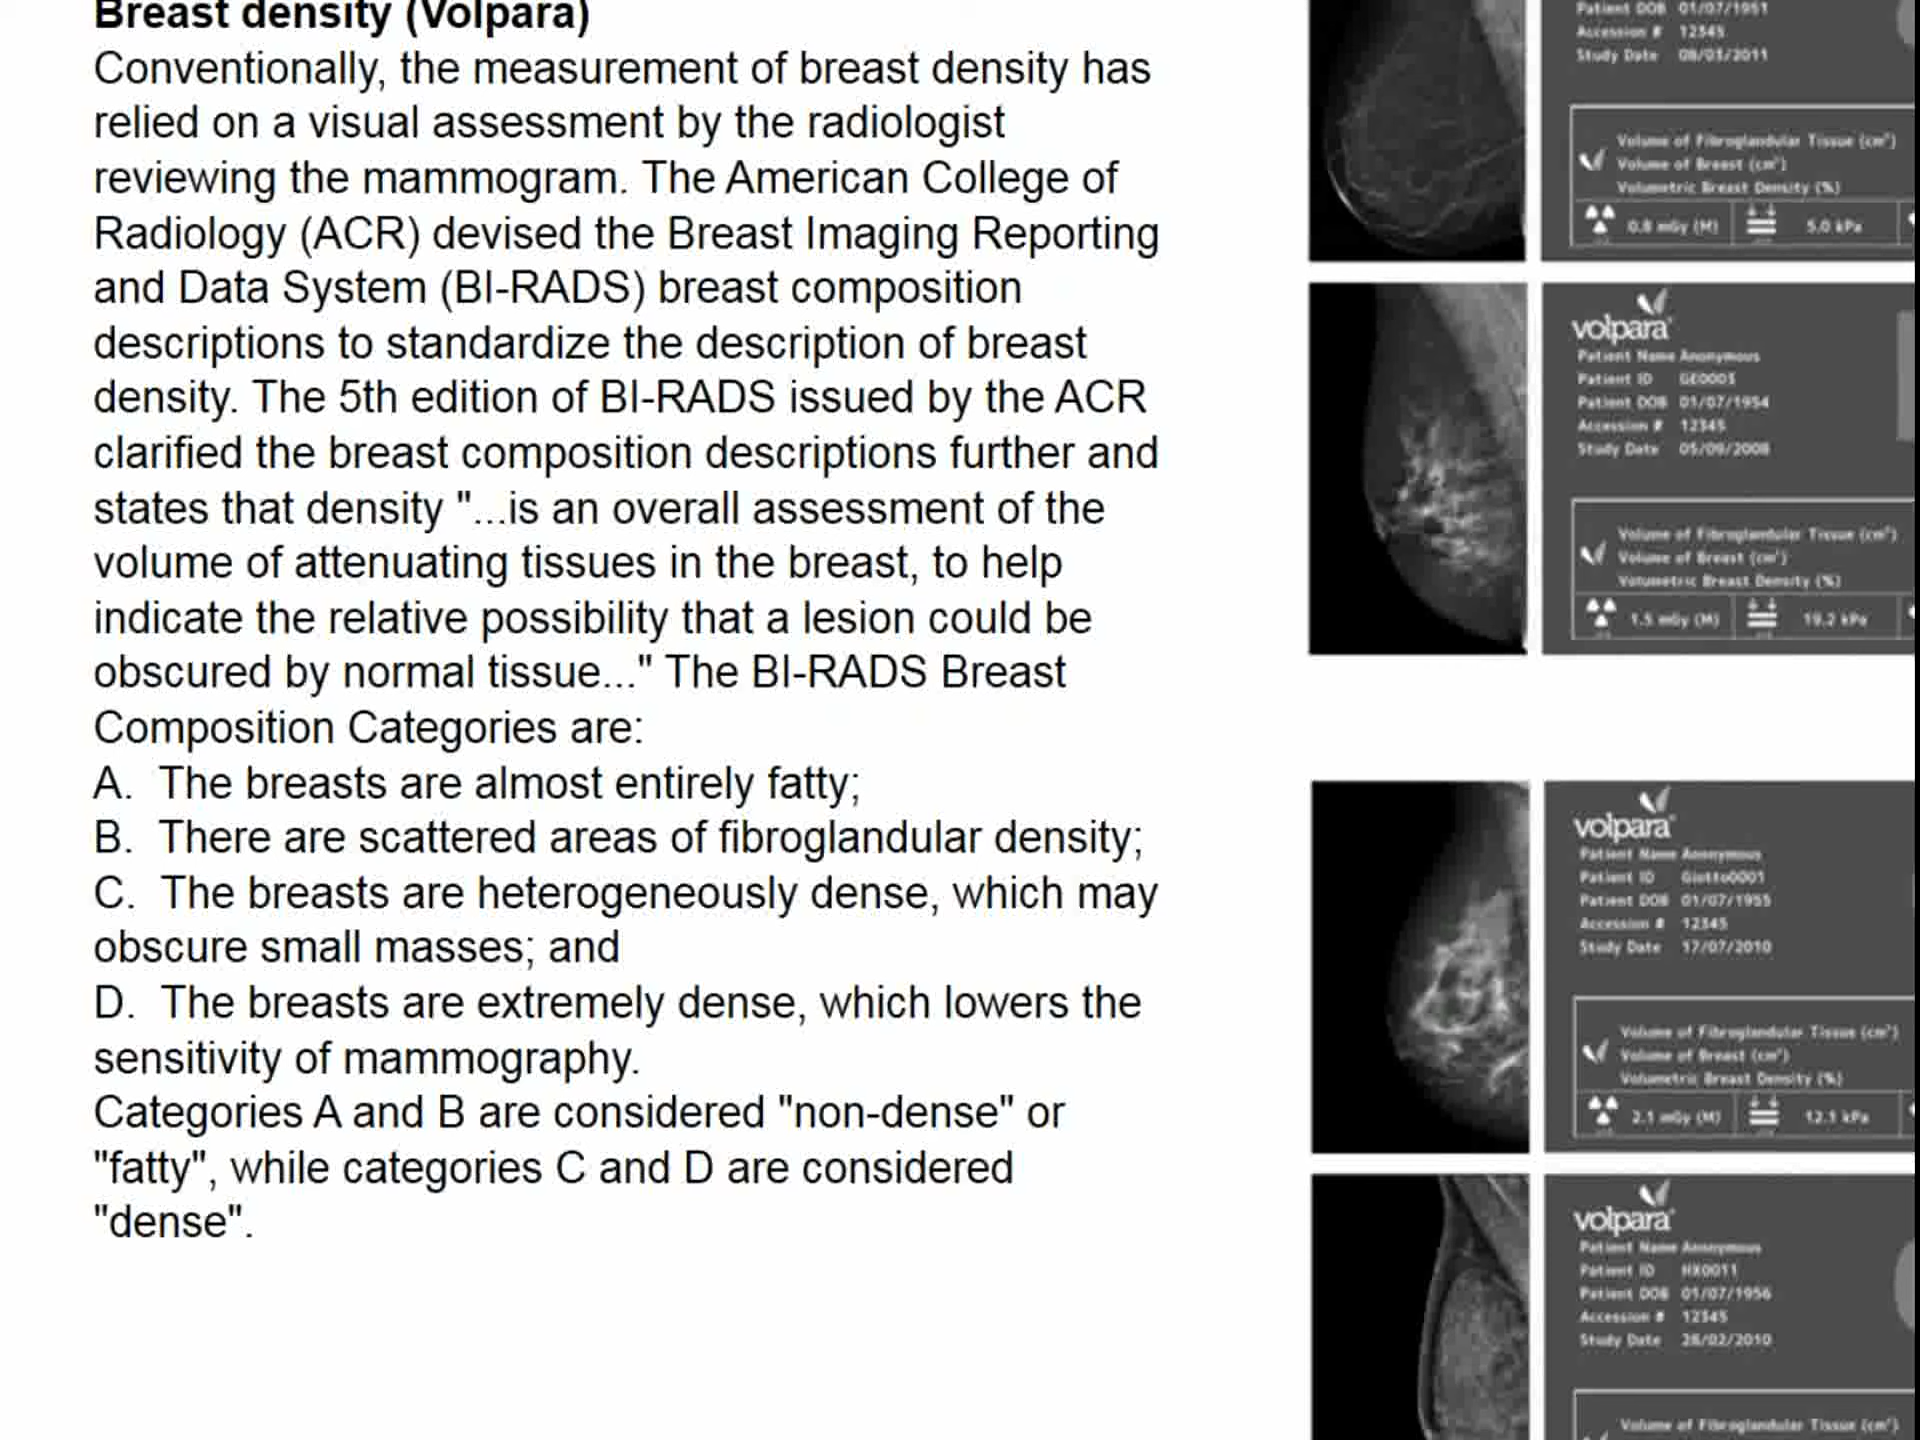 Breast density (Volpara)
Conventionally, the measurement of breast density has
relied on a visual assessment by the radiologist
reviewing the mammogram. The American College of
Radiology (ACR) devised the Breast Imaging Reporting
and Data System (BI-RADS) breast composition
descriptions to standardize the description of breast
density. The 5th edition of BI-RADS issued by the ACR
clarified the breast composition descriptions further and
states that density "...is an overall assessment of the
volume of attenuating tissues in the breast, to help
indicate the relative possibility that a lesion could be
obscured by normal tissue..." The BI-RADS Breast
Composition Categories are:
A. The breasts are almost entirely fatty;
B. There are scattered areas of fibroglandular density;
C. The breasts are heterogeneously dense, which may
obscure small masses; and
D. The breasts are extremely dense, which lowers the
sensitivity of mammography.
Categories A and B are considered "non-dense" or
"fatty", while categories C and D are considered
"dense".
Patient DOB 01/07/1951
Accession # 12345
Study Date 08/03/2011
Volume of Fibroglandular Tissue (cm³)
Volume of Breast (cm³)
Volumetric Breast Density (%)
0.8 mGy (M) 5.0 kPa
volpara
Patient Name Anonymous
Patient ID GE0003
Patient DOB 01/07/1954
Accession # 12345
Study Date 05/09/2008
Volume of Fibroglandular Tissue (cm³)
Volume of Breast (cm³)
Volumetric Breast Density (%)
1.5 mGy (M) 19.2 kPa
volpara
Patient Name Anonymous
Patient ID Giotto0001
Patient DOB 01/07/1955
Accession # 12345
Study Date 17/07/2010
Volume of Fibroglandular Tissue (cm³)
Volume of Breast (cm³)
Volumetric Breast Density (%)
2.1 mGy (M) 12.1 kPa
volpara
Patient Name Anonymous
Patient ID HX0011
Patient DOB 01/07/1956
Accession # 12345
Study Date 26/02/2010
Volume of Fibroglandular Tissue (cm³)